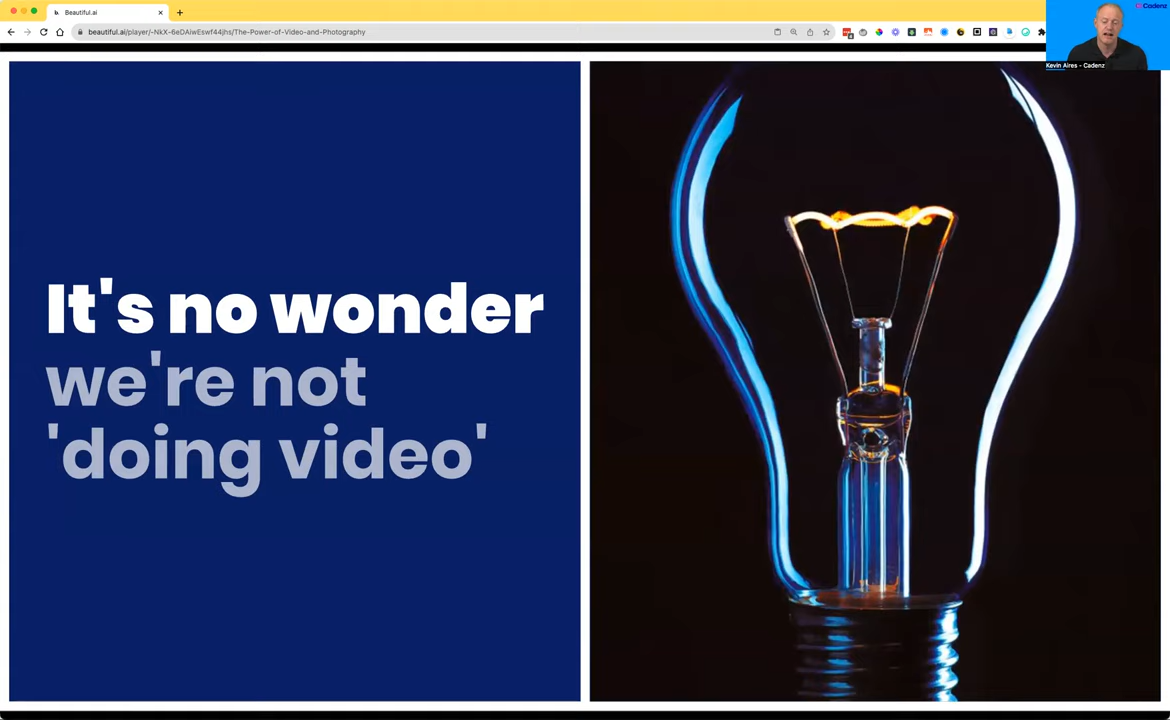 Beautiful.ai
beautiful.ai/player/-NkX-6eDAiwEswf44jhs/The-Power-of-Video-and-Photography
Cadenz
Kevin Aires - Cadenz
It's no wonder
we're not
'doing video'